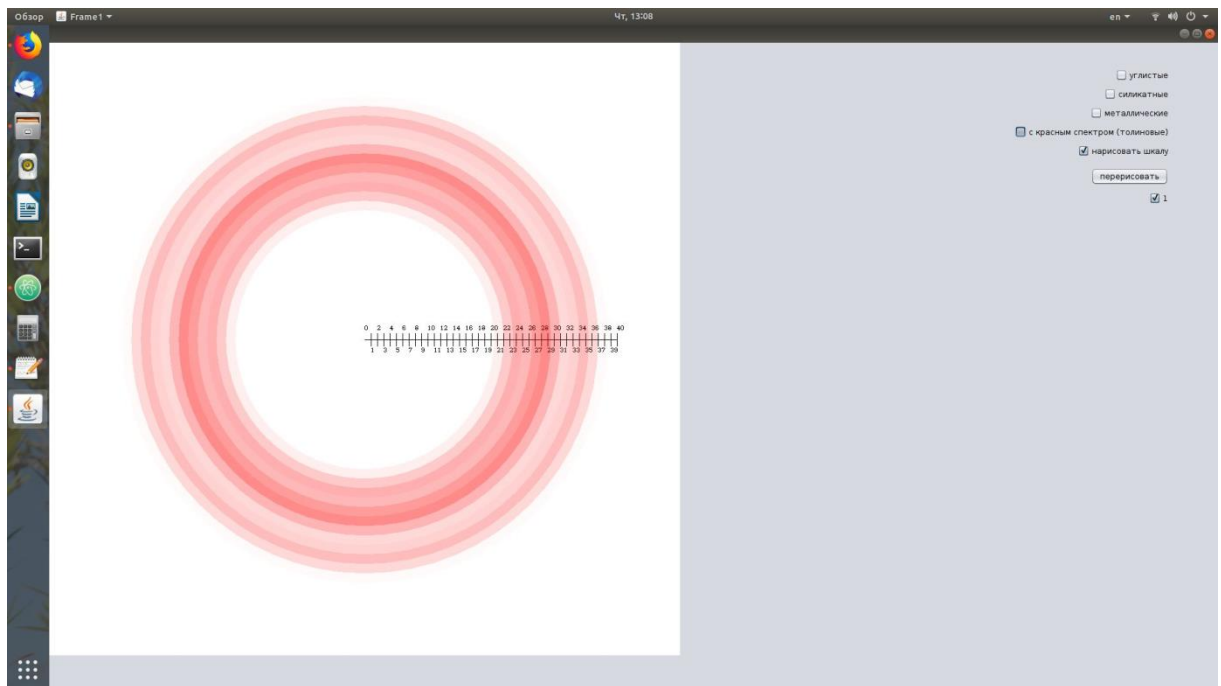 Обзор Frame1 Чт, 13:08 en
углистые
силикатные
металлические
с красным спектром (толиновые)
нарисовать шкалу
перерисовать
1
0 2 4 6 8 10 12 14 16 18 20 22 24 26 28 30 32 34 36 38 40
1 3 5 7 9 11 13 15 17 19 21 23 25 27 29 31 33 35 37 39